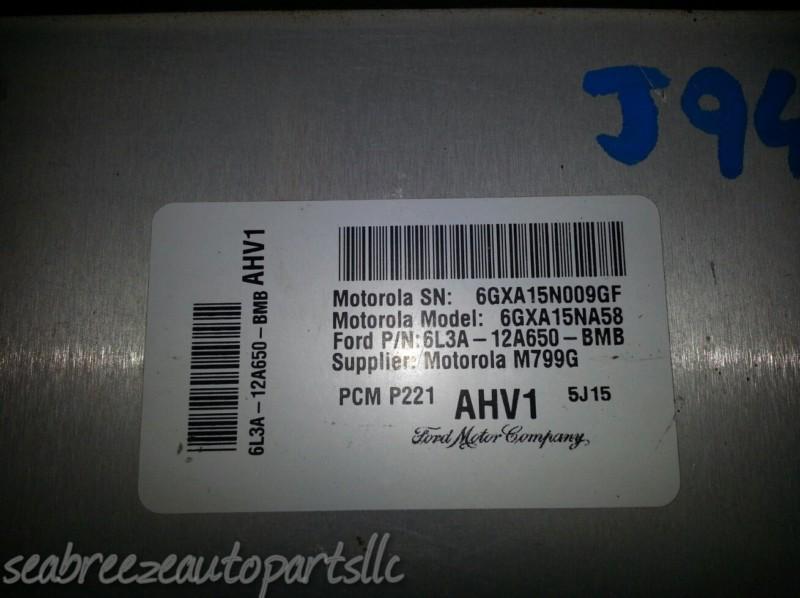 J94
6L3A-12A650-BMB AHV1
Motorola SN: 6GXA15N009GF
Motorola Model: 6GXA15NA58
Ford P/N:6L3A-12A650-BMB
Supplier: Motorola M799G
PCM P221 AHV1 5J15
Ford Motor Company,
seabreezeautopartsllc